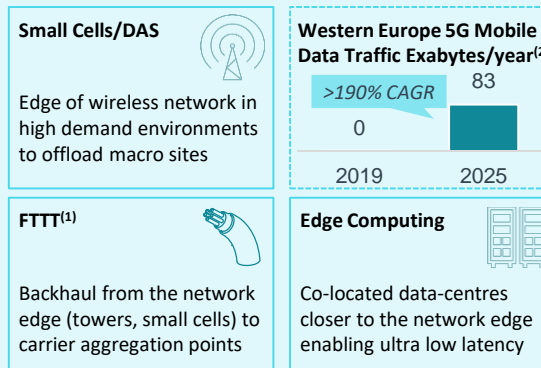 Small Cells/DAS
Edge of wireless network in
high demand environments
to offload macro sites
Western Europe 5G Mobile
Data Traffic Exabytes/year(2
>190% CAGR
83
0
2019
2025
FTTT(1)
Backhaul from the network
edge (towers, small cells) to
carrier aggregation points
Edge Computing
Co-located data-centres
closer to the network edge
enabling ultra low latency